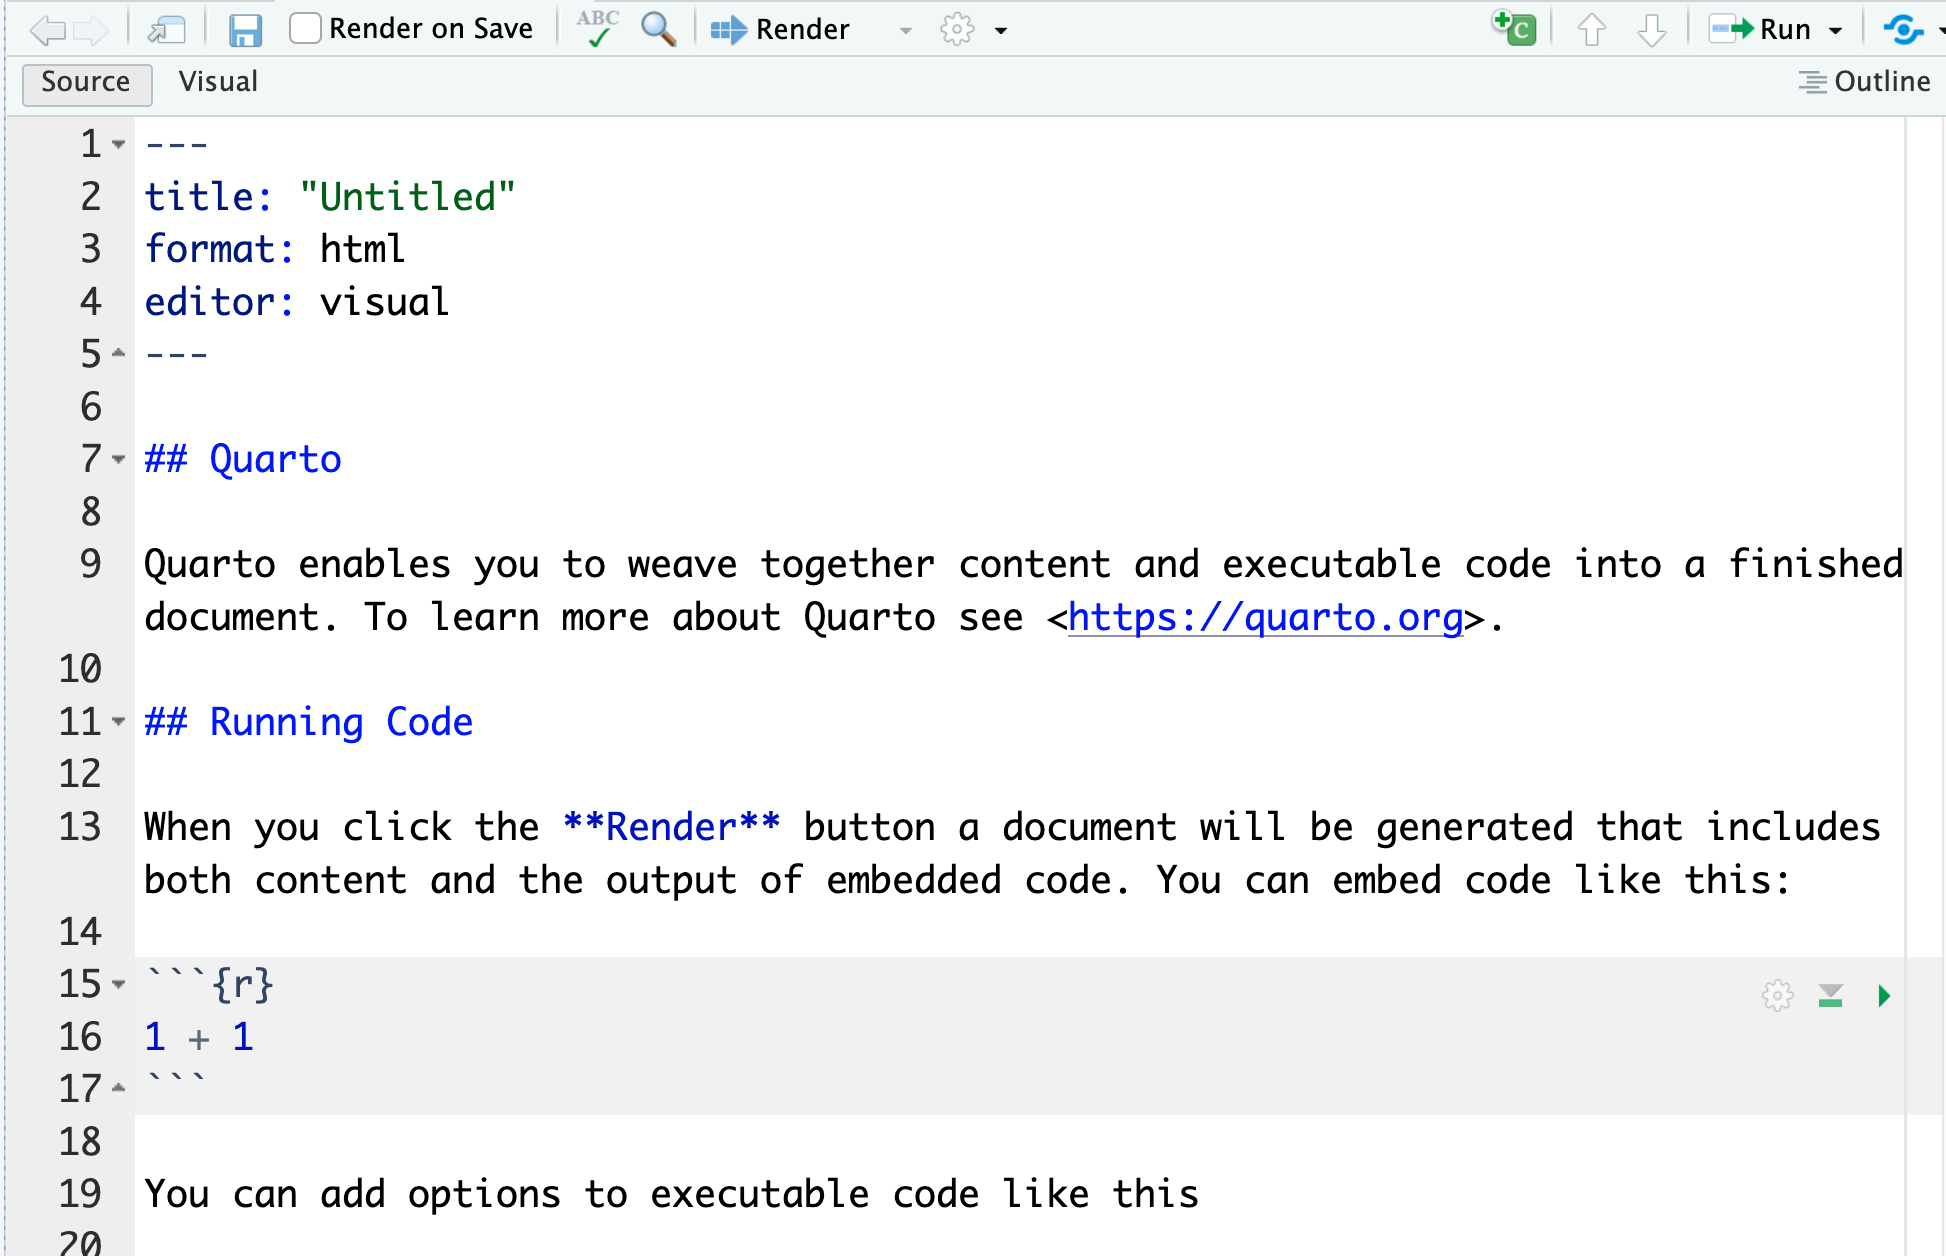 Render on Save ABC Render C Run
Source Visual Outline
1 ---
2 title: "Untitled"
3 format: html
4 editor: visual
5 ---
6
7 ## Quarto
8
9 Quarto enables you to weave together content and executable code into a finished
document. To learn more about Quarto see <https://quarto.org>.
10
11 ## Running Code
12
13 When you click the **Render** button a document will be generated that includes
both content and the output of embedded code. You can embed code like this:
14
15 ```{r}
16 1 + 1
17 ```
18
19 You can add options to executable code like this
20